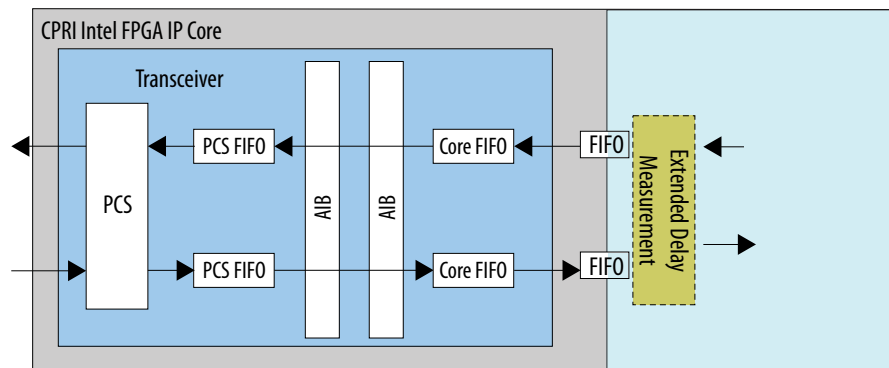 CPRI Intel FPGA IP Core
Transceiver
PCS FIFO
Core FIFO
FIFO
PCS
AIB
AIB
Extended Delay
Measurement
PCS FIFO
Core FIFO
FIFO